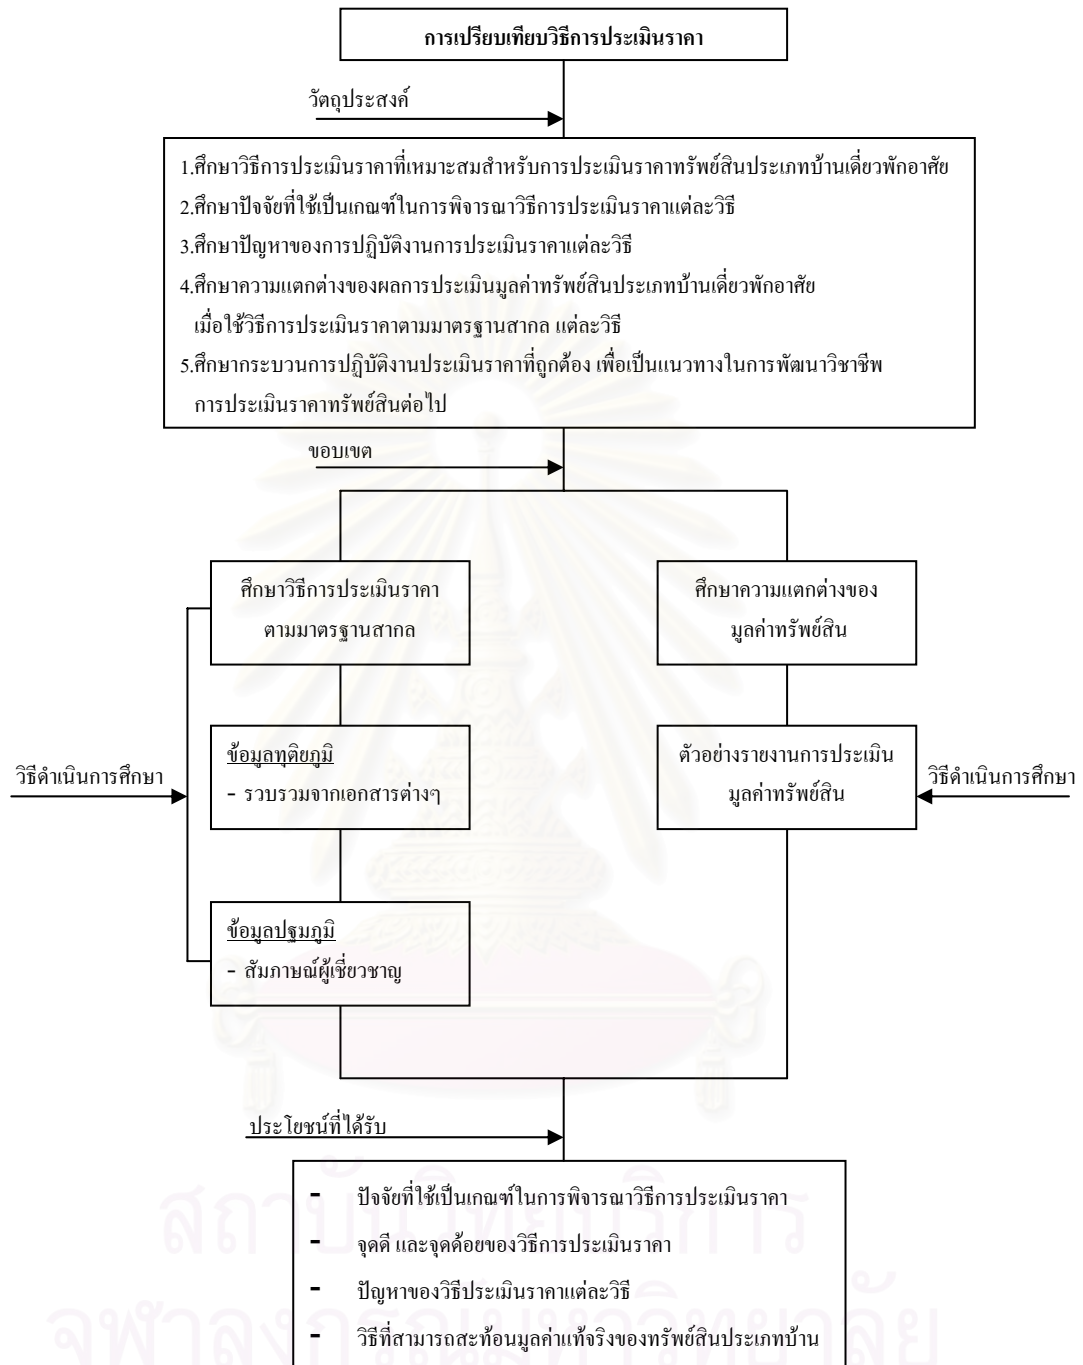 การเปรียบเทียบวิธีการประเมินราคา
วัตถุประสงค์
1.ศึกษาวิธีการประเมินราคาที่เหมาะสมสำหรับการประเมินราคาทรัพย์สินประเภทบ้านเดี่ยวพักอาศัย
2.ศึกษาปัจจัยที่ใช้เป็นเกณฑ์ในการพิจารณาวิธีการประเมินราคาแต่ละวิธี
3.ศึกษาปัญหาของการปฏิบัติงานการประเมินราคาแต่ละวิธี
4.ศึกษาความแตกต่างของผลการประเมินมูลค่าทรัพย์สินประเภทบ้านเดี่ยวพักอาศัย
เมื่อใช้วิธีการประเมินราคาตามมาตรฐานสากล แต่ละวิธี
5.ศึกษากระบวนการปฏิบัติงานประเมินราคาที่ถูกต้อง เพื่อเป็นแนวทางในการพัฒนาวิชาชีพ
การประเมินราคาทรัพย์สินต่อไป
ขอบเขต
ศึกษาวิธีการประเมินราคา
ตามมาตรฐานสากล
ศึกษาความแตกต่างของ
มูลค่าทรัพย์สิน
วิธีดำเนินการศึกษา
ข้อมูลทุติยภูมิ
- รวบรวมจากเอกสารต่างๆ
ตัวอย่างรายงานการประเมิน
มูลค่าทรัพย์สิน
วิธีดำเนินการศึกษา
ข้อมูลปฐมภูมิ
- สัมภาษณ์ผู้เชี่ยวชาญ
ประโยชน์ที่ได้รับ
- ปัจจัยที่ใช้เป็นเกณฑ์ในการพิจารณาวิธีการประเมินราคา
- จุดดี และจุดด้อยของวิธีการประเมินราคา
- ปัญหาของวิธีประเมินราคาแต่ละวิธี
- วิธีที่สามารถสะท้อนมูลค่าแท้จริงของทรัพย์สินประเภทบ้าน
สถาบันวิทยบริการ
จุฬาลงกรณ์มหาวิทยาลัย